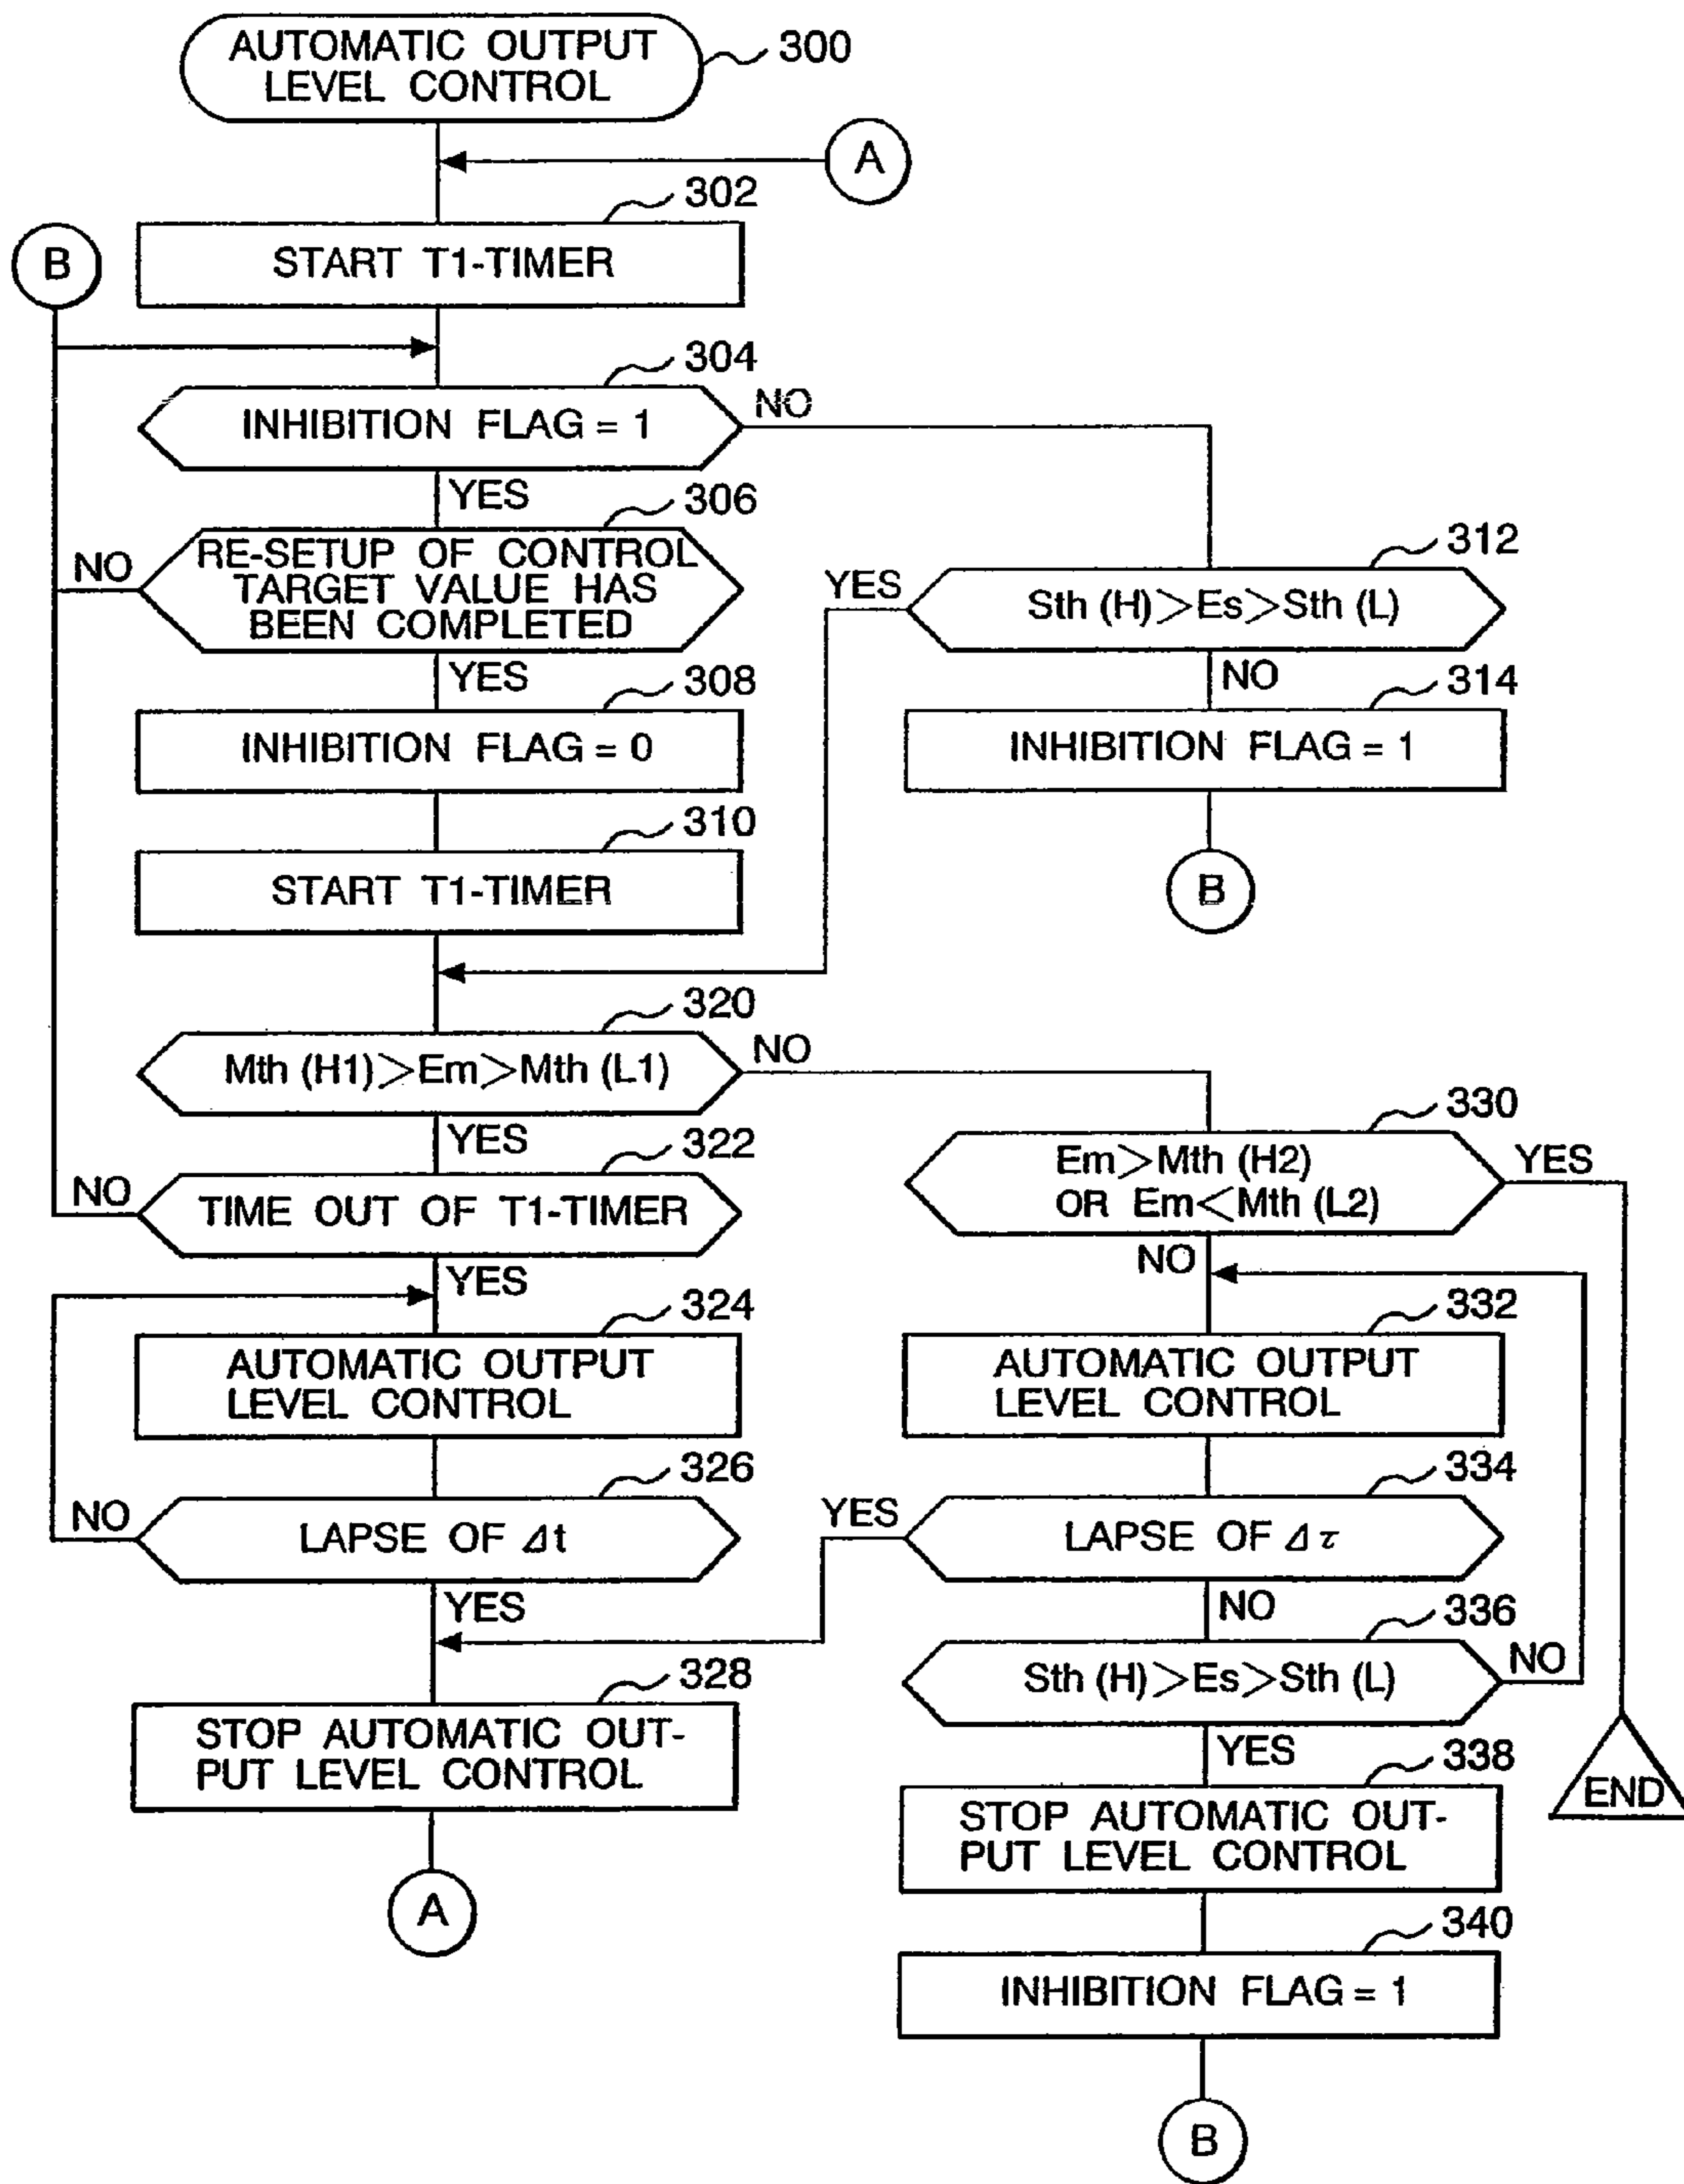 AUTOMATIC OUTPUT
LEVEL CONTROL
300
A
302
START T1-TIMER
B
304
INHIBITION FLAG = 1
NO
YES
306
RE-SETUP OF CONTROL
TARGET VALUE HAS
BEEN COMPLETED
NO
YES
308
INHIBITION FLAG = 0
310
START T1-TIMER
312
YES
Sth (H)>Es>Sth (L)
NO
314
INHIBITION FLAG = 1
B
320
Mth (H1)>Em>Mth (L1)
NO
YES
322
NO
TIME OUT OF T1-TIMER
YES
324
AUTOMATIC OUTPUT
LEVEL CONTROL
326
NO
LAPSE OF Δt
YES
328
STOP AUTOMATIC OUT-
PUT LEVEL CONTROL
A
330
Em>Mth (H2)
OR Em<Mth (L2)
YES
NO
332
AUTOMATIC OUTPUT
LEVEL CONTROL
334
YES
LAPSE OF Δτ
NO
336
Sth (H)>Es>Sth (L)
NO
YES
338
STOP AUTOMATIC OUT-
PUT LEVEL CONTROL
END
340
INHIBITION FLAG = 1
B